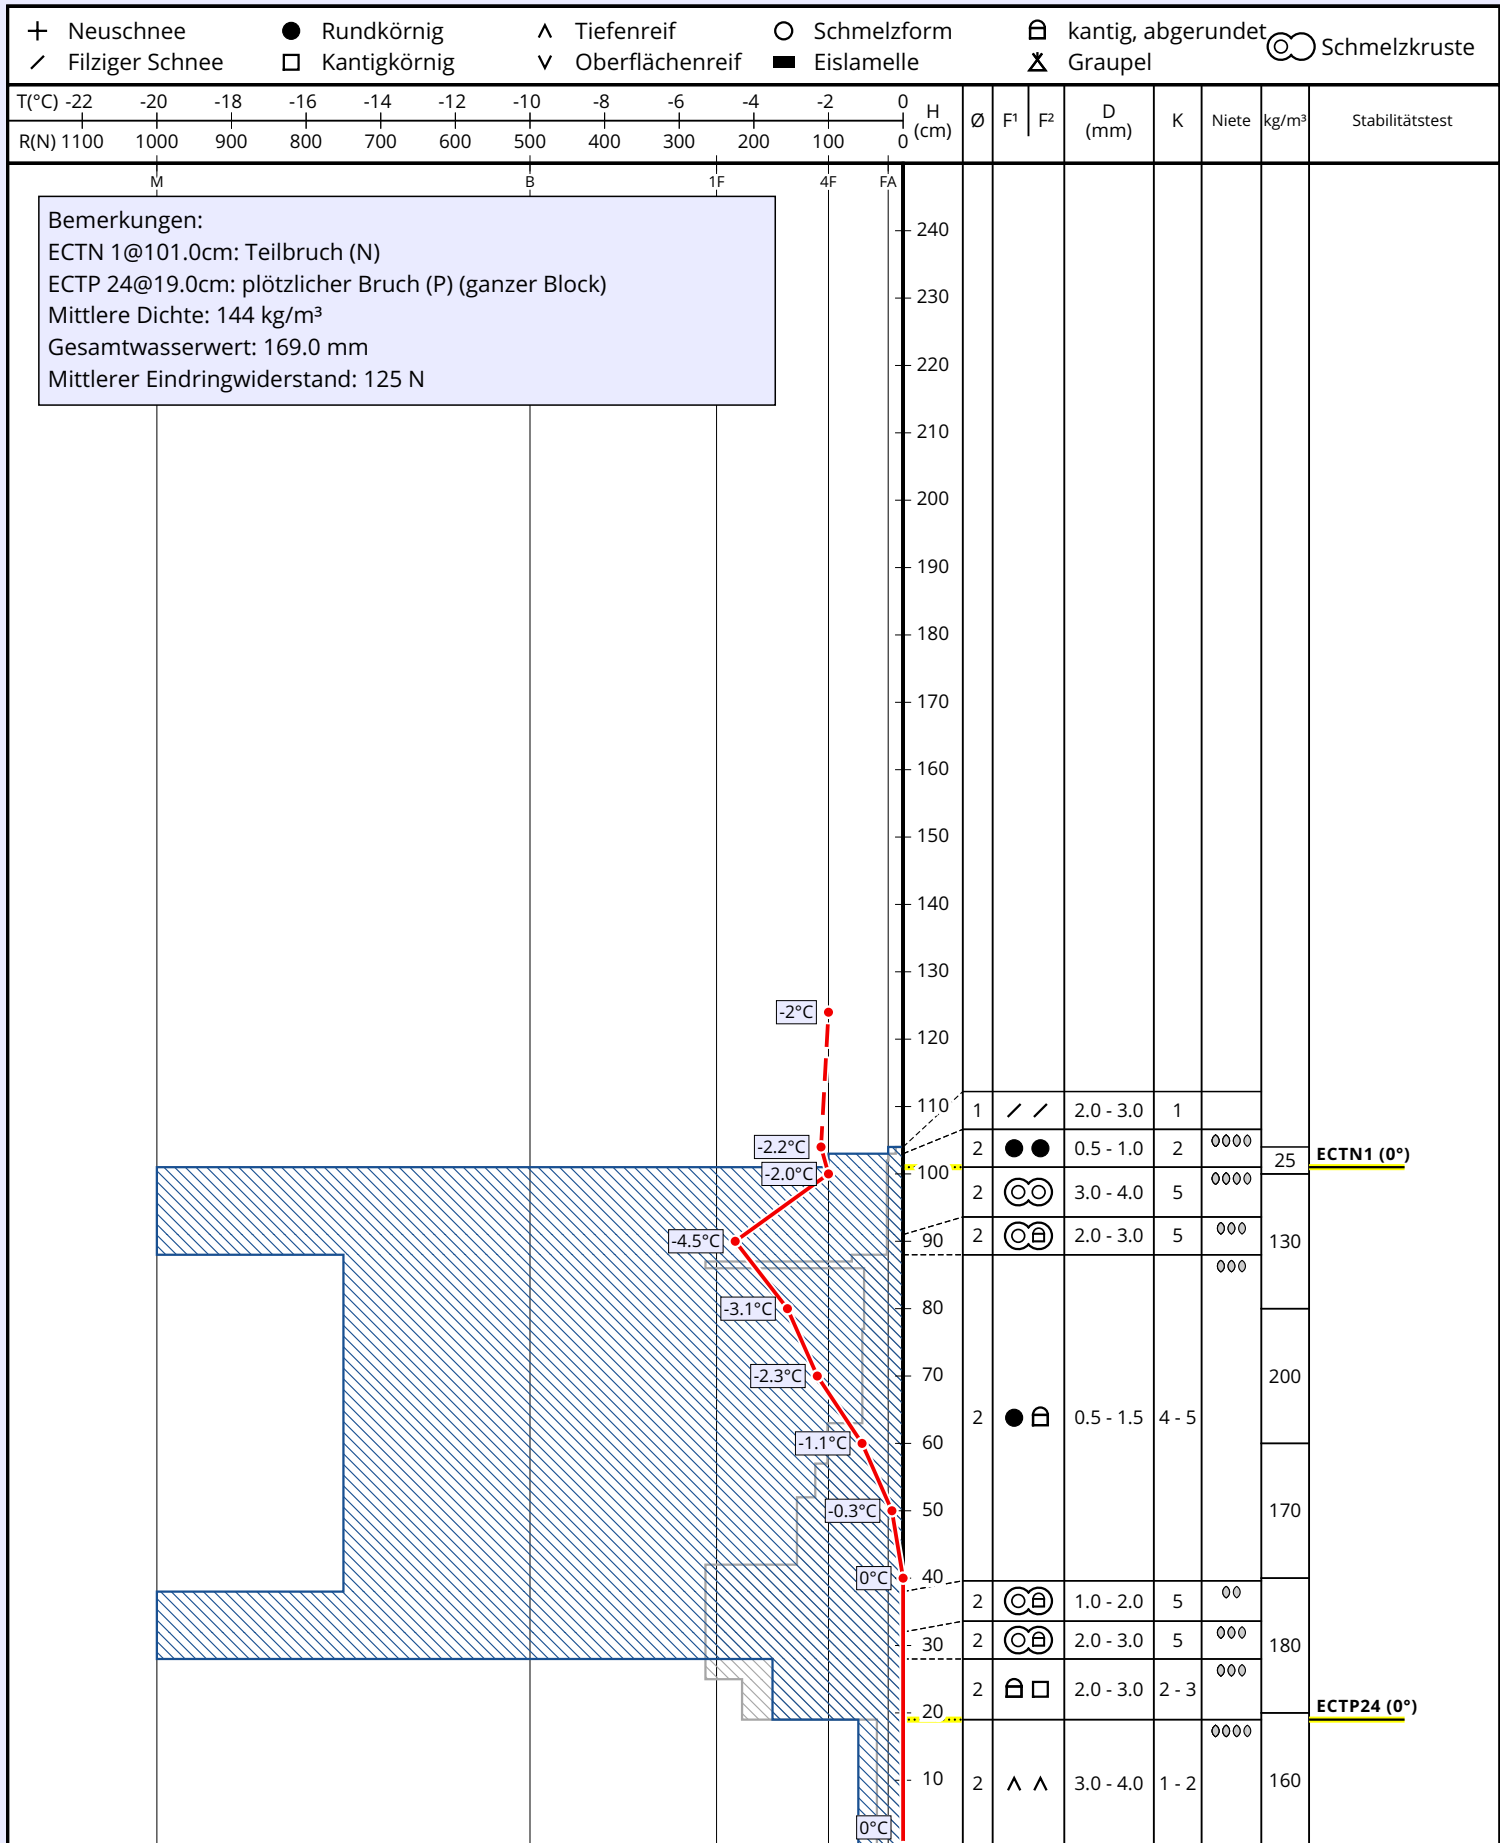 Neuschnee Rundkörnig Tiefenreif Schmelzform kantig, abgerundet Schmelzkruste
Filziger Schnee Kantigkörnig Oberflächenreif Eislamelle Graupel
T(°C) -22 -20 -18 -16 -14 -12 -10 -8 -6 -4 -2 0
R(N) 1100 1000 900 800 700 600 500 400 300 200 100 0
H (cm) Ø F¹ F² D (mm) K Niete kg/m³ Stabilitätstest
M B 1F 4F FA
Bemerkungen:
ECTN 1@101.0cm: Teilbruch (N)
ECTP 24@19.0cm: plötzlicher Bruch (P) (ganzer Block)
Mittlere Dichte: 144 kg/m³
Gesamtwasserwert: 169.0 mm
Mittlerer Eindringwiderstand: 125 N
240
230
220
210
200
190
180
170
160
150
140
130
-2°C
120
110 1 2.0 - 3.0 1
-2.2°C 2 0.5 - 1.0 2
25 ECTN1 (0°)
-2.0°C 100
2 3.0 - 4.0 5
-4.5°C 90 2 2.0 - 3.0 5 130
-3.1°C 80
-2.3°C 70 200
2 0.5 - 1.5 4 - 5
-1.1°C 60
-0.3°C 50 170
0°C 40
2 1.0 - 2.0 5
30 2 2.0 - 3.0 5 180
2 2.0 - 3.0 2 - 3
20 ECTP24 (0°)
10 2 3.0 - 4.0 1 - 2 160
0°C